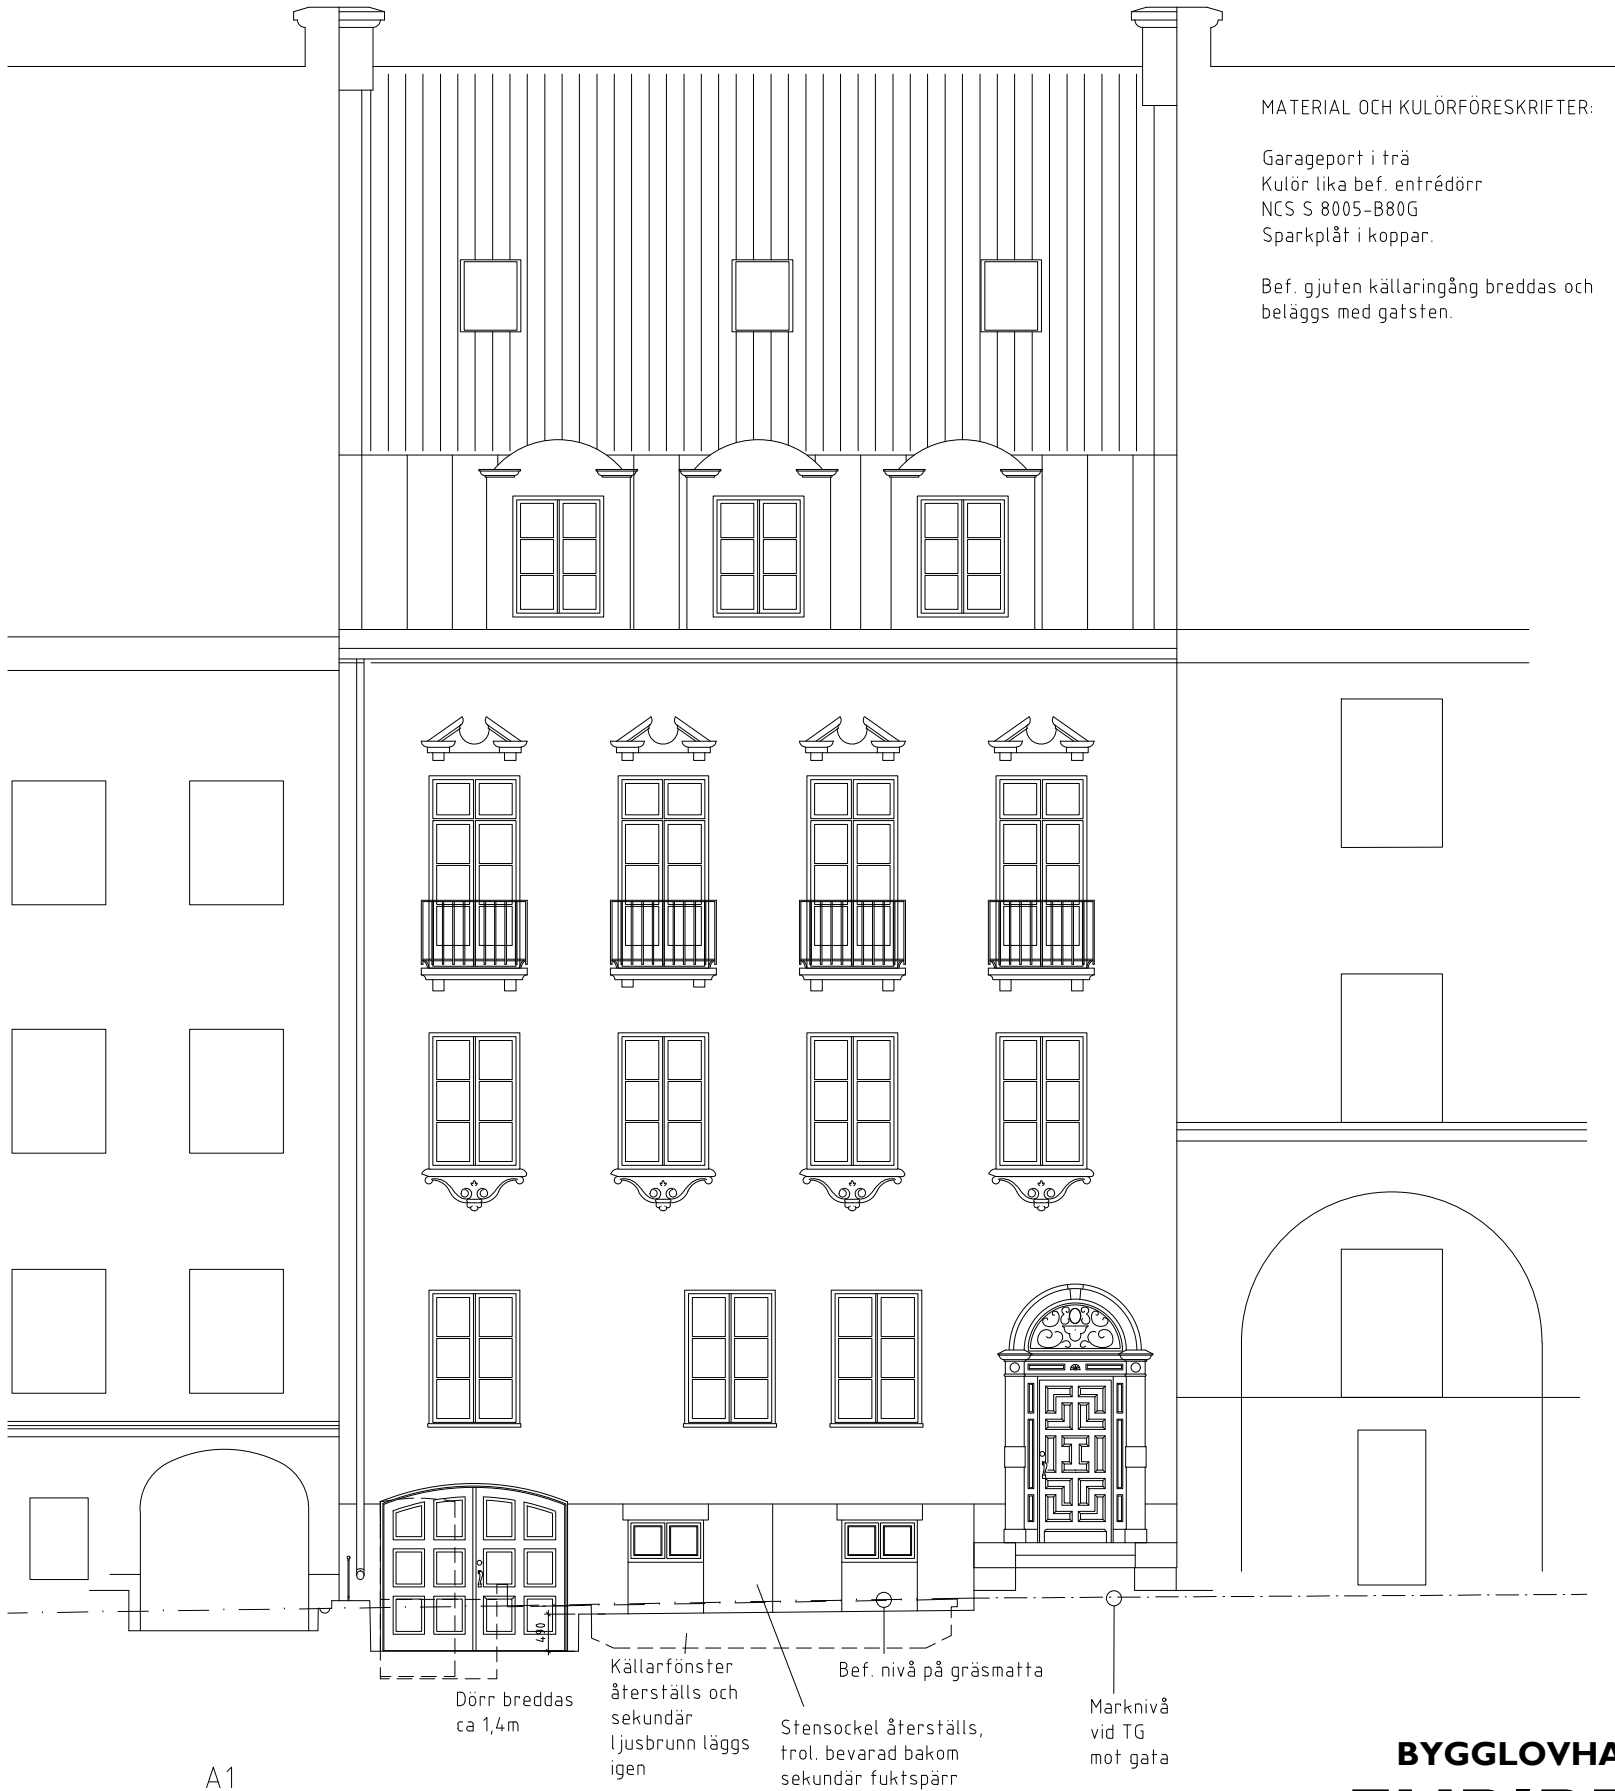 MATERIAL OCH KULÖRFÖRESKRIFTER:
Garageport i trä
Kulör lika bef. entrédörr
NCS S 8005-B80G
Sparkplåt i koppar.
Bef. gjuten källaringång breddas och
beläggs med gatsten.
490
Dörr breddas
ca 1,4m
Källarfönster
återställs och
sekundär
ljusbrunn läggs
igen
Stensockel återställs,
trol. bevarad bakom
sekundär fuktspärr
Bef. nivå på gräsmatta
Marknivå
vid TG
mot gata
A1
BYGGLOVHA